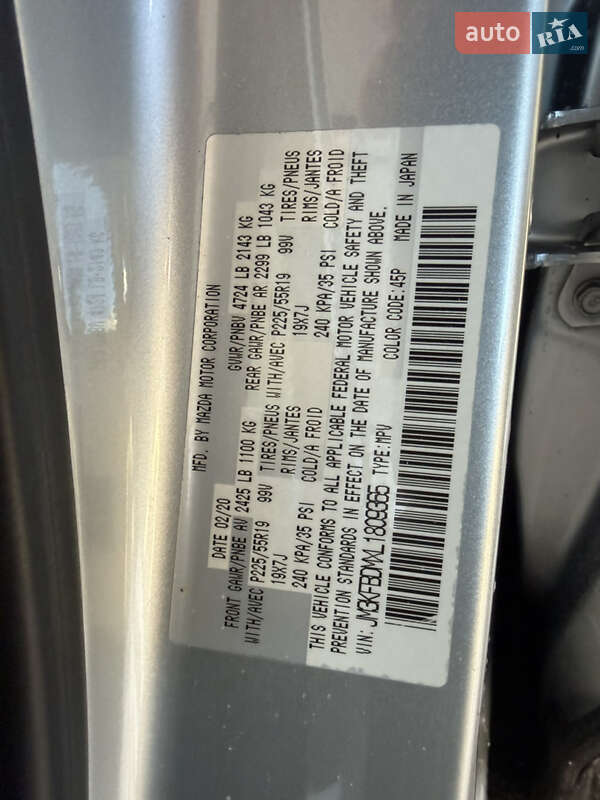 auto RIA.com
MFD. BY MAZDA MOTOR CORPORATION
02/20 GVWR/PNBV 4724 LB 2143 KG
FRONT GAWR/PNBE AV 2425 LB 1100 KG REAR GAWR/PNBE AR 2299 LB 1043 KG
WITH/AVEC P225/55R19 99V TIRES/PNEUS WITH/AVEC P225/55R19 99V TIRES/PNEUS
19X7J RIMS/JANTES 19X7J RIMS/JANTES
240 KPA/35 PSI COLD/A FROID 240 KPA/35 PSI COLD/A FROID
THIS VEHICLE CONFORMS TO ALL APPLICABLE FEDERAL MOTOR VEHICLE SAFETY AND THEFT
PREVENTION STANDARDS IN EFFECT ON THE DATE OF MANUFACTURE SHOWN ABOVE.
VIN: JM3KFBDMXL1809365 TYPE:MPV COLOR CODE:45P MADE IN JAPAN